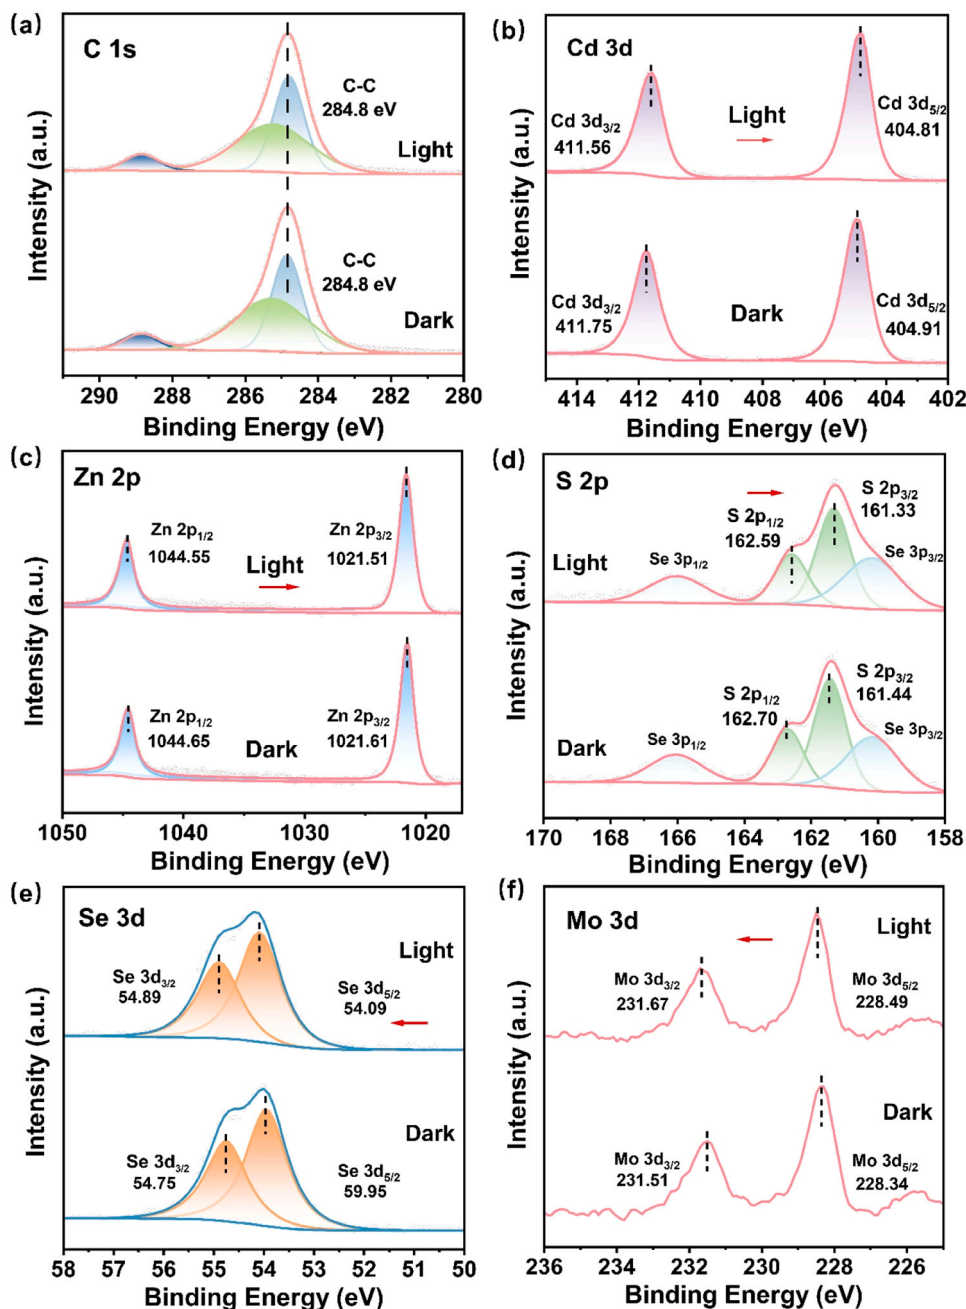 (a)
C 1s
C-C
284.8 eV
Light
C-C
284.8 eV
Dark
Intensity (a.u.)
290 288 286 284 282 280
Binding Energy (eV)
(b)
Cd 3d
Cd 3d3/2
411.56
Light
Cd 3d5/2
404.81
Cd 3d3/2
411.75
Dark
Cd 3d5/2
404.91
Intensity (a.u.)
414 412 410 408 406 404 402
Binding Energy (eV)
(c)
Zn 2p
Zn 2p1/2
1044.55
Light
Zn 2p3/2
1021.51
Zn 2p1/2
1044.65
Dark
Zn 2p3/2
1021.61
Intensity (a.u.)
1050 1040 1030 1020
Binding Energy (eV)
(d)
S 2p
S 2p3/2
161.33
S 2p1/2
162.59
Se 3p1/2
Se 3p3/2
Light
S 2p3/2
161.44
S 2p1/2
162.70
Se 3p1/2
Se 3p3/2
Dark
Intensity (a.u.)
170 168 166 164 162 160 158
Binding Energy (eV)
(e)
Se 3d
Light
Se 3d3/2
54.89
Se 3d5/2
54.09
Dark
Se 3d3/2
54.75
Se 3d5/2
59.95
Intensity (a.u.)
58 57 56 55 54 53 52 51 50
Binding Energy (eV)
(f)
Mo 3d
Light
Mo 3d3/2
231.67
Mo 3d5/2
228.49
Dark
Mo 3d3/2
231.51
Mo 3d5/2
228.34
Intensity (a.u.)
236 234 232 230 228 226
Binding Energy (eV)